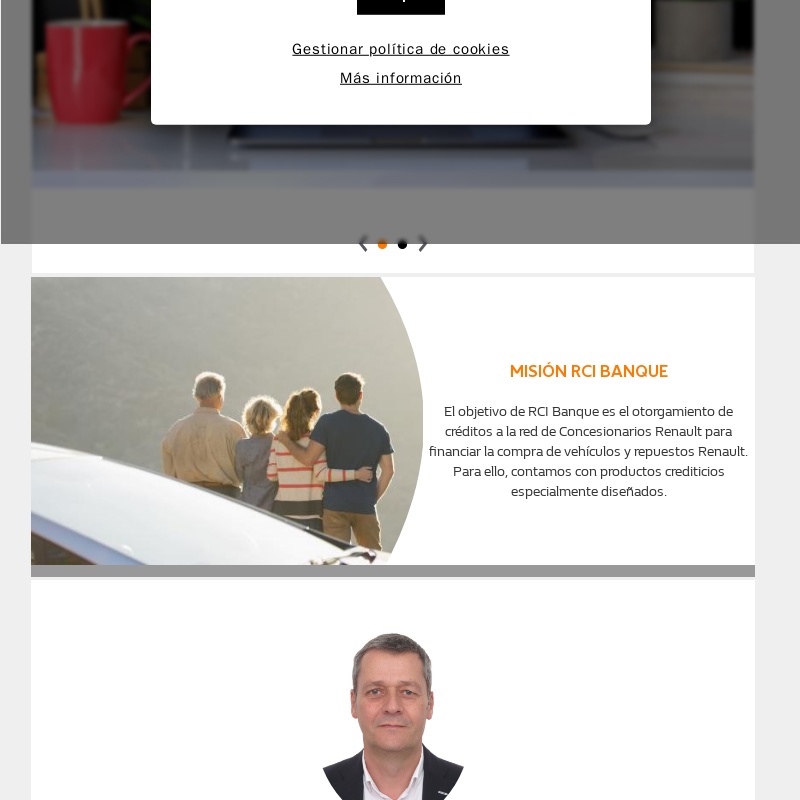 Gestionar política de cookies
Más información
MISIÓN RCI BANQUE
El objetivo de RCI Banque es el otorgamiento de
créditos a la red de Concesionarios Renault para
financiar la compra de vehículos y repuestos Renault.
Para ello, contamos con productos crediticios
especialmente diseñados.